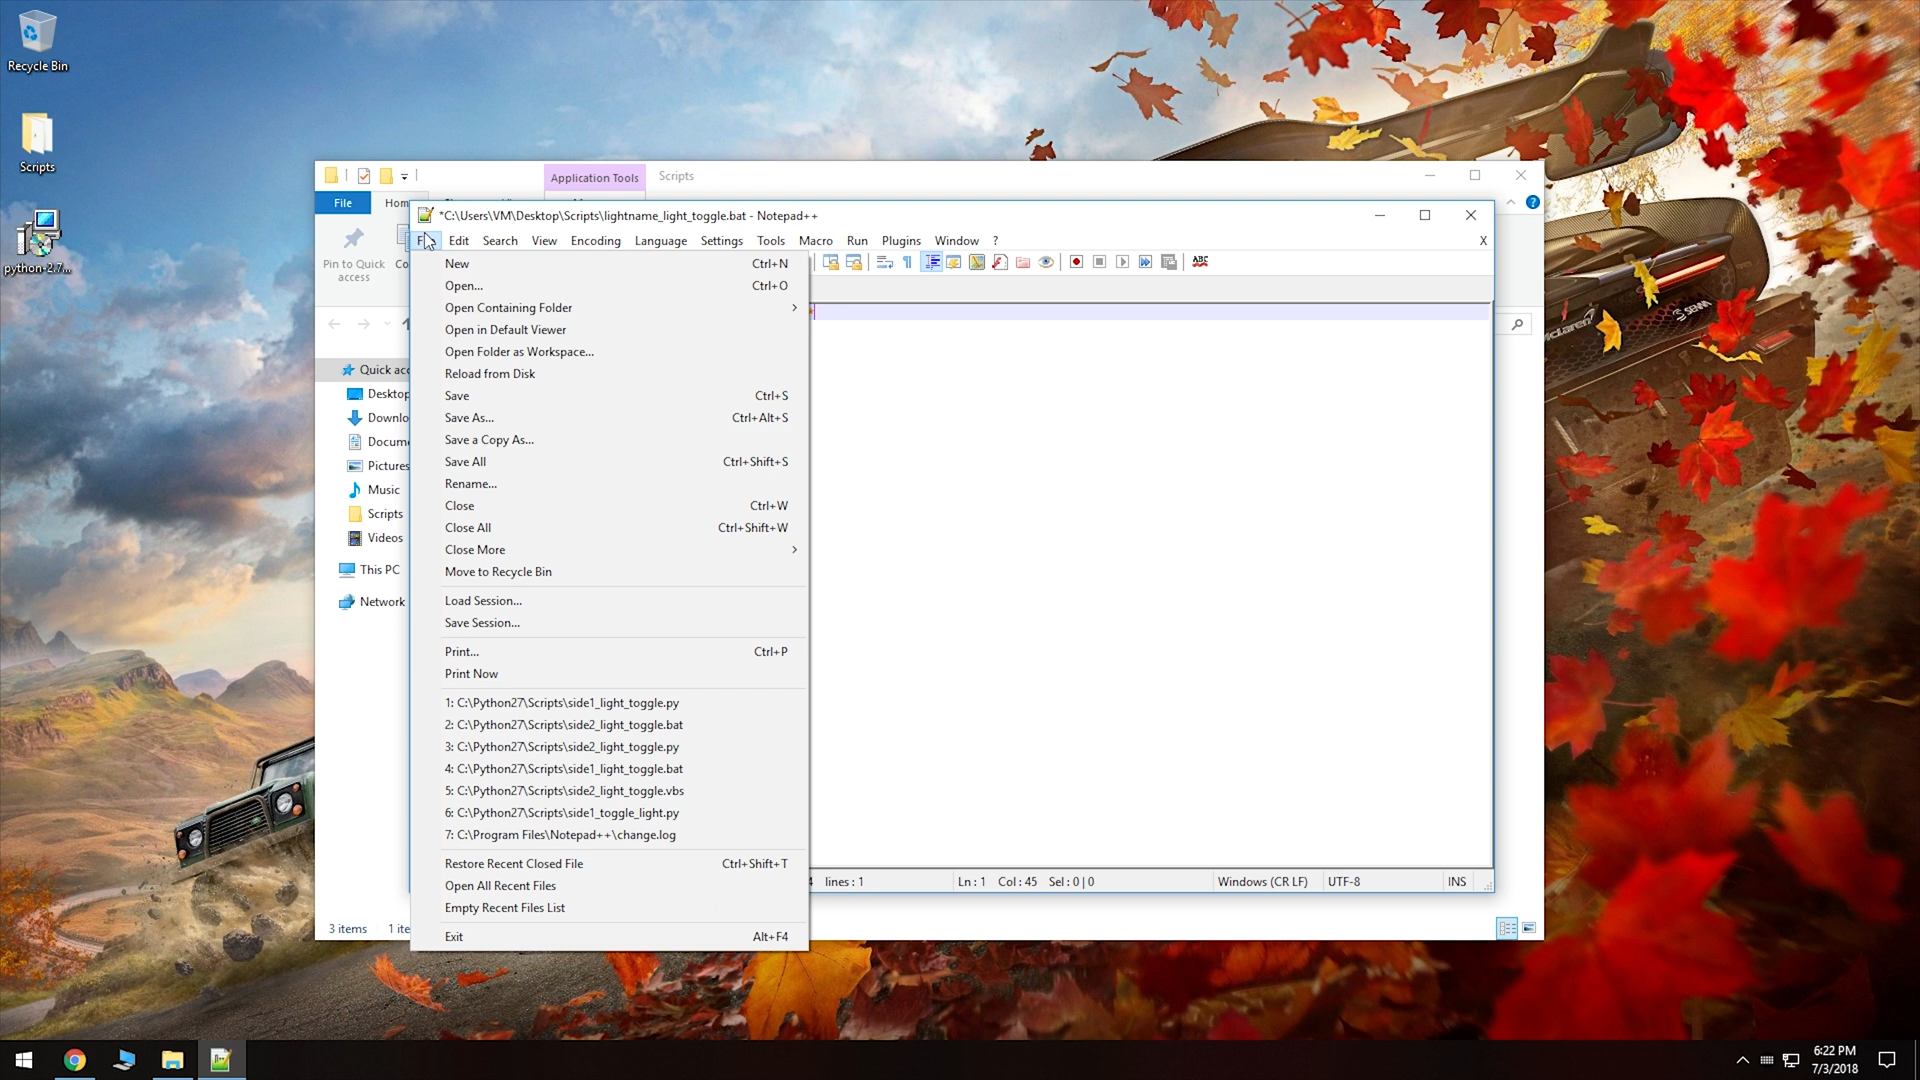 Recycle Bin
Scripts
python-2.7...
Application Tools
Scripts
File
Hom
Pin to Quick access
Co
Quick acc
Desktop
Downlo
Docume
Pictures
Music
Scripts
Videos
This PC
Network
3 items
1 ite
*C:\Users\VM\Desktop\Scripts\lightname_light_toggle.bat - Notepad++
Edit Search View Encoding Language Settings Tools Macro Run Plugins Window ? X
ABC
New Ctrl+N
Open... Ctrl+O
Open Containing Folder
Open in Default Viewer
Open Folder as Workspace...
Reload from Disk
Save Ctrl+S
Save As... Ctrl+Alt+S
Save a Copy As...
Save All Ctrl+Shift+S
Rename...
Close Ctrl+W
Close All Ctrl+Shift+W
Close More
Move to Recycle Bin
Load Session...
Save Session...
Print... Ctrl+P
Print Now
1: C:\Python27\Scripts\side1_light_toggle.py
2: C:\Python27\Scripts\side2_light_toggle.bat
3: C:\Python27\Scripts\side2_light_toggle.py
4: C:\Python27\Scripts\side1_light_toggle.bat
5: C:\Python27\Scripts\side2_light_toggle.vbs
6: C:\Python27\Scripts\side1_toggle_light.py
7: C:\Program Files\Notepad++\change.log
Restore Recent Closed File Ctrl+Shift+T
Open All Recent Files
Empty Recent Files List
Exit Alt+F4
lines : 1 Ln : 1 Col : 45 Sel : 0 | 0 Windows (CR LF) UTF-8 INS
McLaren
SENNA
6:22 PM
7/3/2018